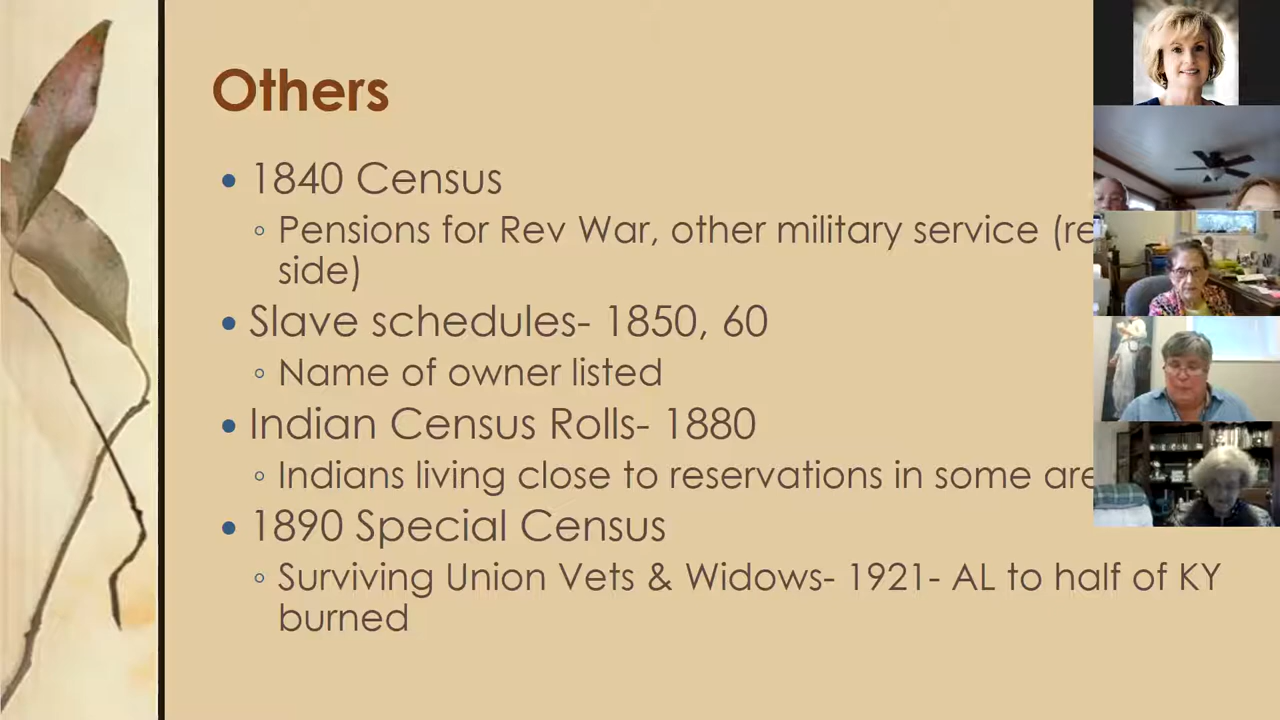 Others
• 1840 Census
◦ Pensions for Rev War, other military service
side)
• Slave schedules- 1850, 60
◦ Name of owner listed
• Indian Census Rolls- 1880
◦ Indians living close to reservations in some
• 1890 Special Census
◦ Surviving Union Vets & Widows- 1921- AL to half of KY
burned